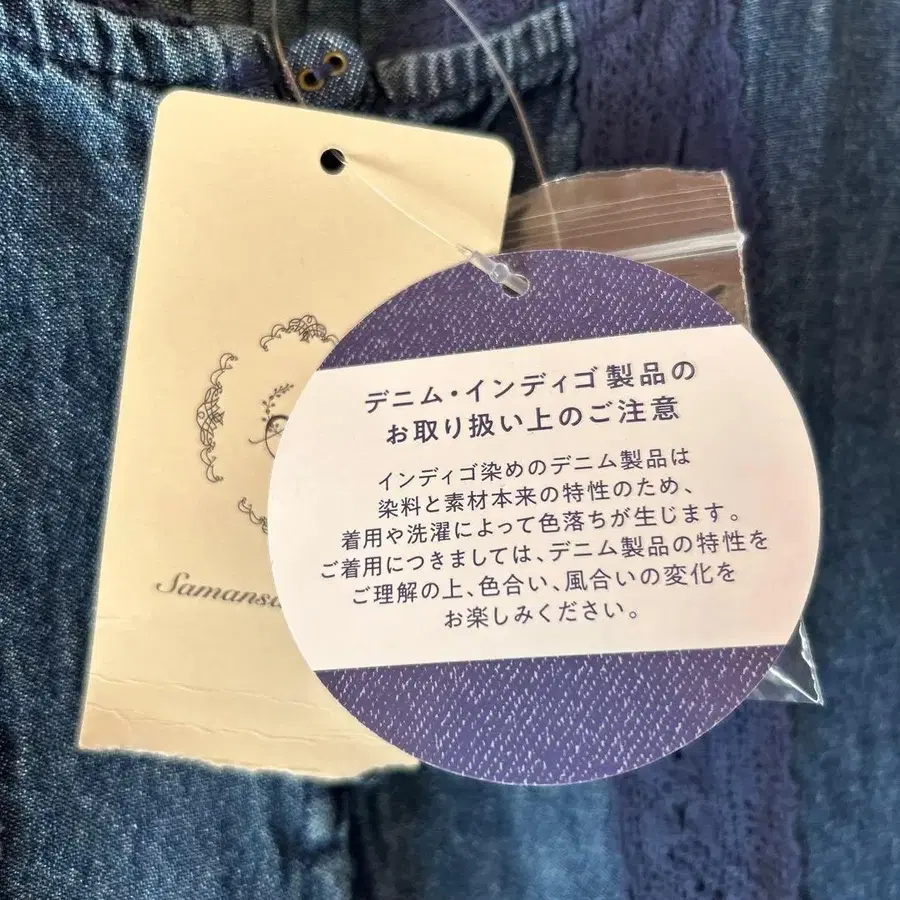 デニム・インディゴ製品の
お取り扱い上のご注意
インディゴ染めのデニム製品は
染料と素材本来の特性のため、
着用や洗濯によって色落ちが生じます。
ご着用につきましては、デニム製品の特性を
ご理解の上、色合い、風合いの変化を
お楽しみください。